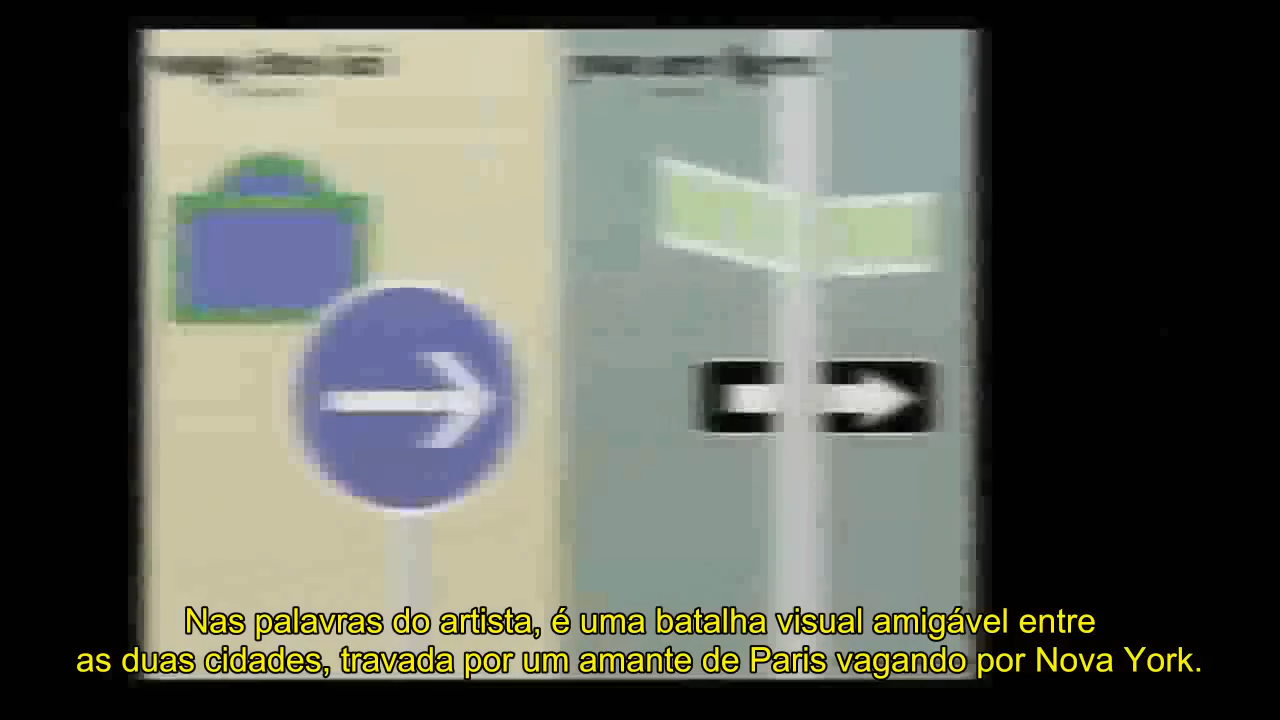 Nas palavras do artista, é uma batalha visual amigável entre
as duas cidades, travada por um amante de Paris vagando por Nova York.